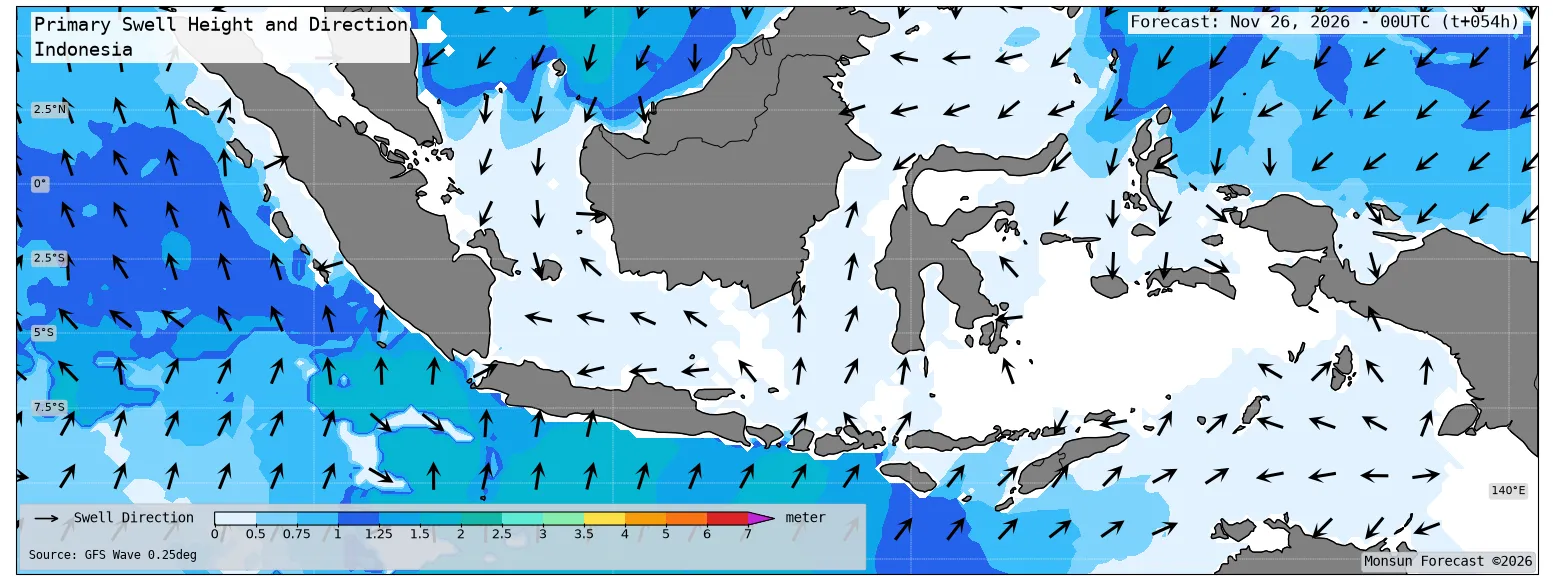 Primary Swell Height and Direction
Indonesia
Forecast: Nov 26, 2026 - 00UTC (t+054h)
2.5°N
0°
2.5°S
5°S
7.5°S
140°E
Swell Direction
meter
0 0.5 0.75 1 1.25 1.5 2 2.5 3 3.5 4 5 6 7
Source: GFS Wave 0.25deg
Monsun Forecast ©2026